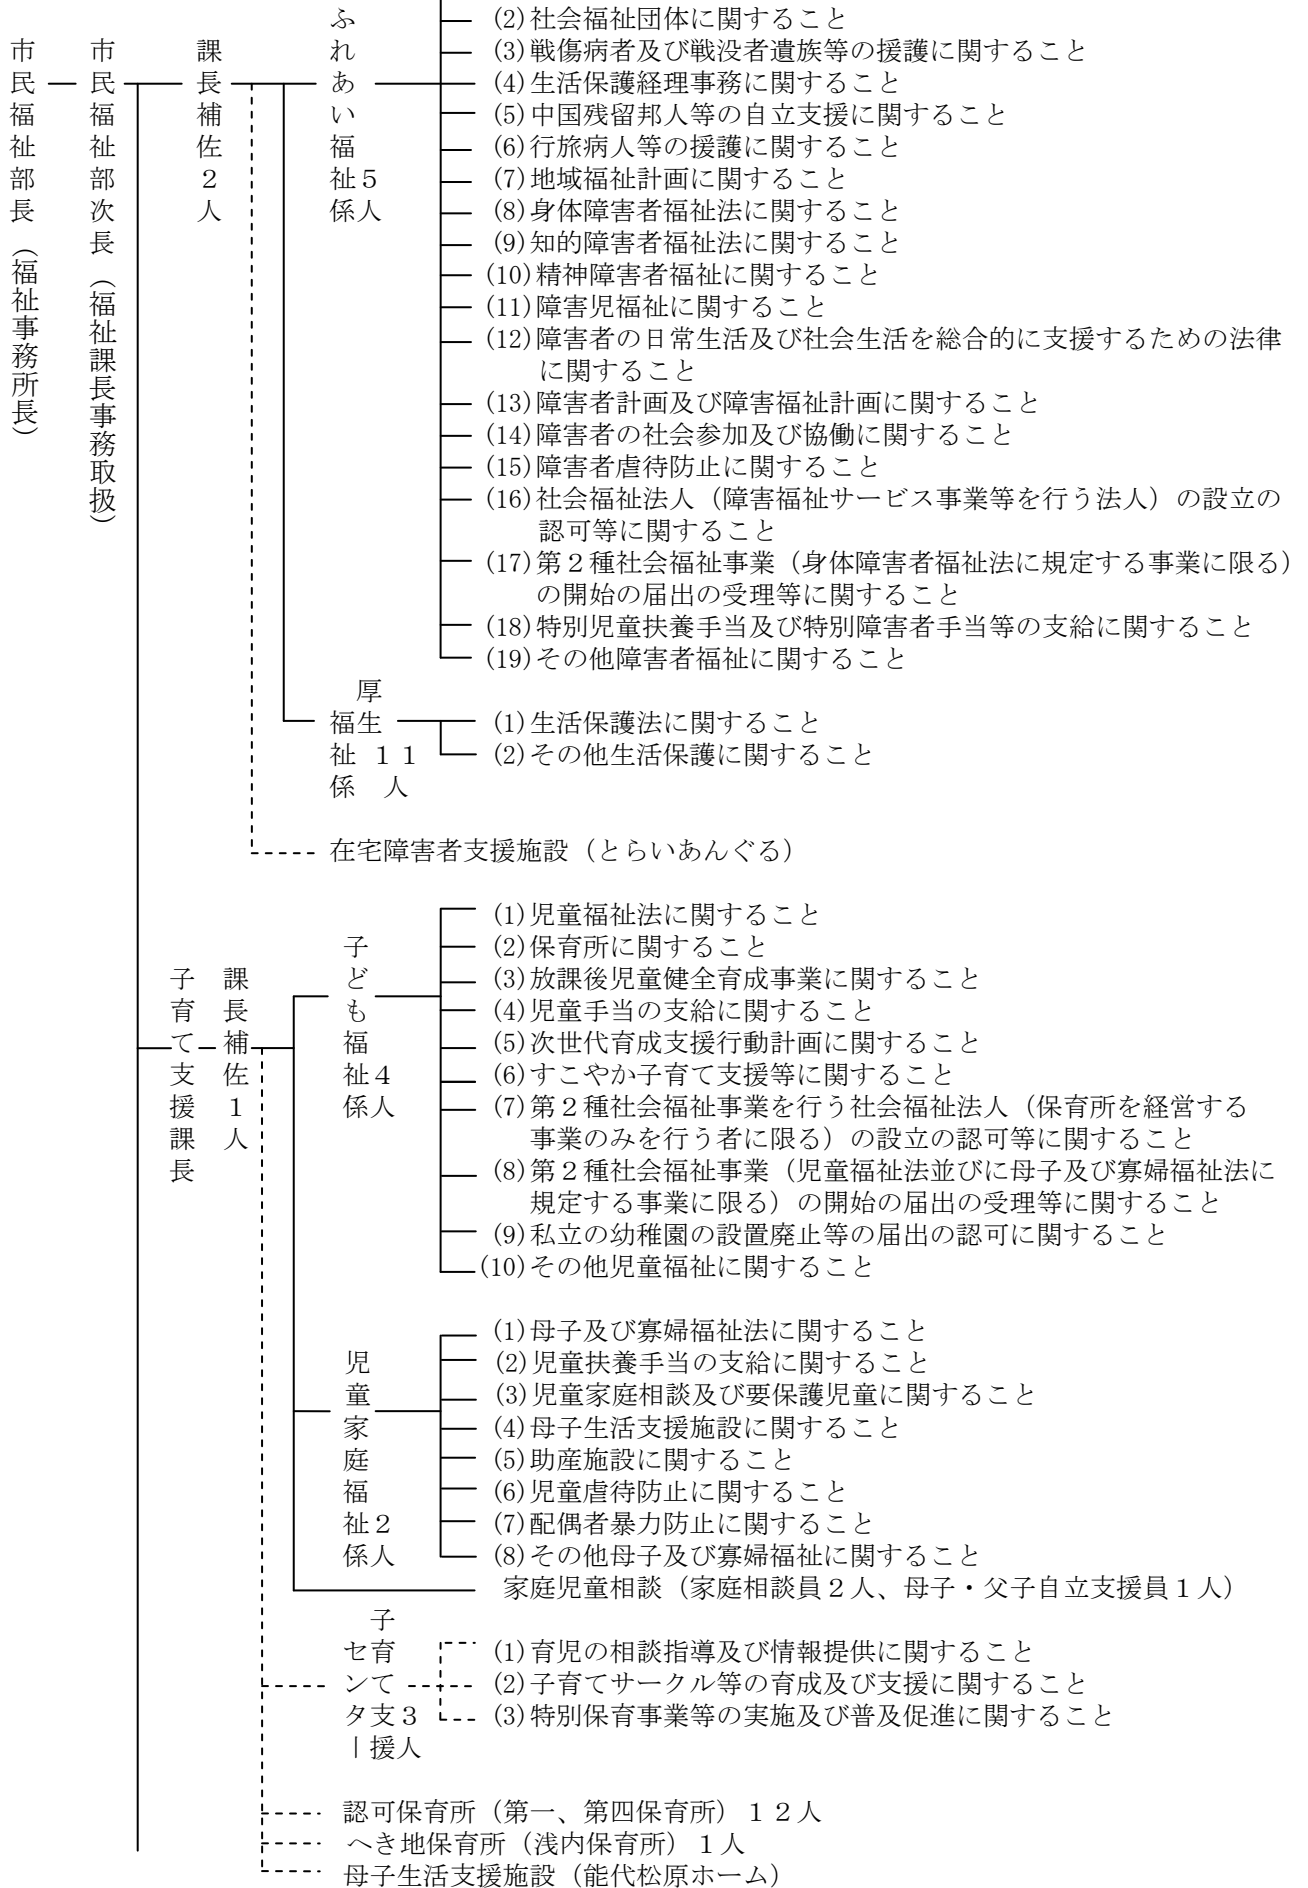 市民福祉部長（福祉事務所長）
市民福祉部次長（福祉課長事務取扱）
課長補佐２人
ふれあい福祉係
５人
(2)社会福祉団体に関すること
(3)戦傷病者及び戦没者遺族等の援護に関すること
(4)生活保護経理事務に関すること
(5)中国残留邦人等の自立支援に関すること
(6)行旅病人等の援護に関すること
(7)地域福祉計画に関すること
(8)身体障害者福祉法に関すること
(9)知的障害者福祉法に関すること
(10)精神障害者福祉に関すること
(11)障害児福祉に関すること
(12)障害者の日常生活及び社会生活を総合的に支援するための法律
に関すること
(13)障害者計画及び障害福祉計画に関すること
(14)障害者の社会参加及び協働に関すること
(15)障害者虐待防止に関すること
(16)社会福祉法人（障害福祉サービス事業等を行う法人）の設立の
認可等に関すること
(17)第２種社会福祉事業（身体障害者福祉法に規定する事業に限る）
の開始の届出の受理等に関すること
(18)特別児童扶養手当及び特別障害者手当等の支給に関すること
(19)その他障害者福祉に関すること
厚生
福祉係
１１人
(1)生活保護法に関すること
(2)その他生活保護に関すること
在宅障害者支援施設（とらいあんぐる）
子育て支援課長
課長補佐１人
子ども福祉係
４人
(1)児童福祉法に関すること
(2)保育所に関すること
(3)放課後児童健全育成事業に関すること
(4)児童手当の支給に関すること
(5)次世代育成支援行動計画に関すること
(6)すこやか子育て支援等に関すること
(7)第２種社会福祉事業を行う社会福祉法人（保育所を経営する
事業のみを行う者に限る）の設立の認可等に関すること
(8)第２種社会福祉事業（児童福祉法並びに母子及び寡婦福祉法に
規定する事業に限る）の開始の届出の受理等に関すること
(9)私立の幼稚園の設置廃止等の届出の認可に関すること
(10)その他児童福祉に関すること
児童家庭福祉係
２人
(1)母子及び寡婦福祉法に関すること
(2)児童扶養手当の支給に関すること
(3)児童家庭相談及び要保護児童に関すること
(4)母子生活支援施設に関すること
(5)助産施設に関すること
(6)児童虐待防止に関すること
(7)配偶者暴力防止に関すること
(8)その他母子及び寡婦福祉に関すること
家庭児童相談（家庭相談員２人、母子・父子自立支援員１人）
子育て支援
センター
３人
(1)育児の相談指導及び情報提供に関すること
(2)子育てサークル等の育成及び支援に関すること
(3)特別保育事業等の実施及び普及促進に関すること
認可保育所（第一、第四保育所）１２人
へき地保育所（浅内保育所）１人
母子生活支援施設（能代松原ホーム）